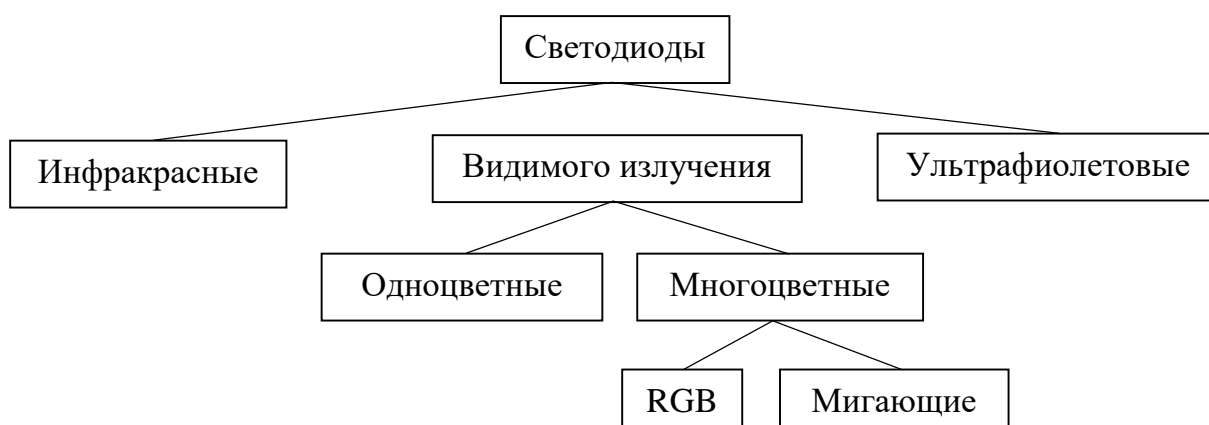 Светодиоды
Инфракрасные
Видимого излучения
Ультрафиолетовые
Одноцветные
Многоцветные
RGB
Мигающие